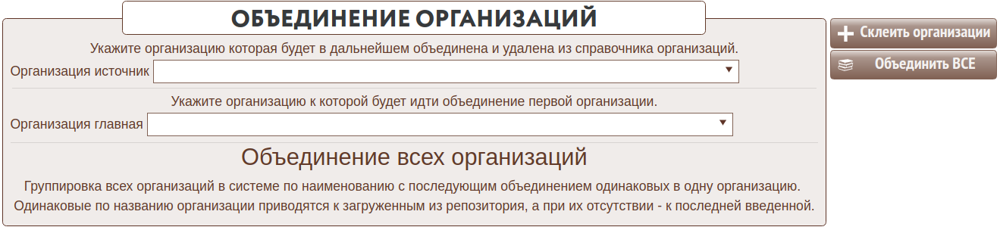 ОБЪЕДИНЕНИЕ ОРГАНИЗАЦИЙ
Укажите организацию которая будет в дальнейшем объединена и удалена из справочника организаций.
Организация источник
Укажите организацию к которой будет идти объединение первой организации.
Организация главная
Объединение всех организаций
Группировка всех организаций в системе по наименованию с последующим объединением одинаковых в одну организацию.
Одинаковые по названию организации приводятся к загруженным из репозитория, а при их отсутствии - к последней введенной.
Склеить организации
Объединить ВСЕ